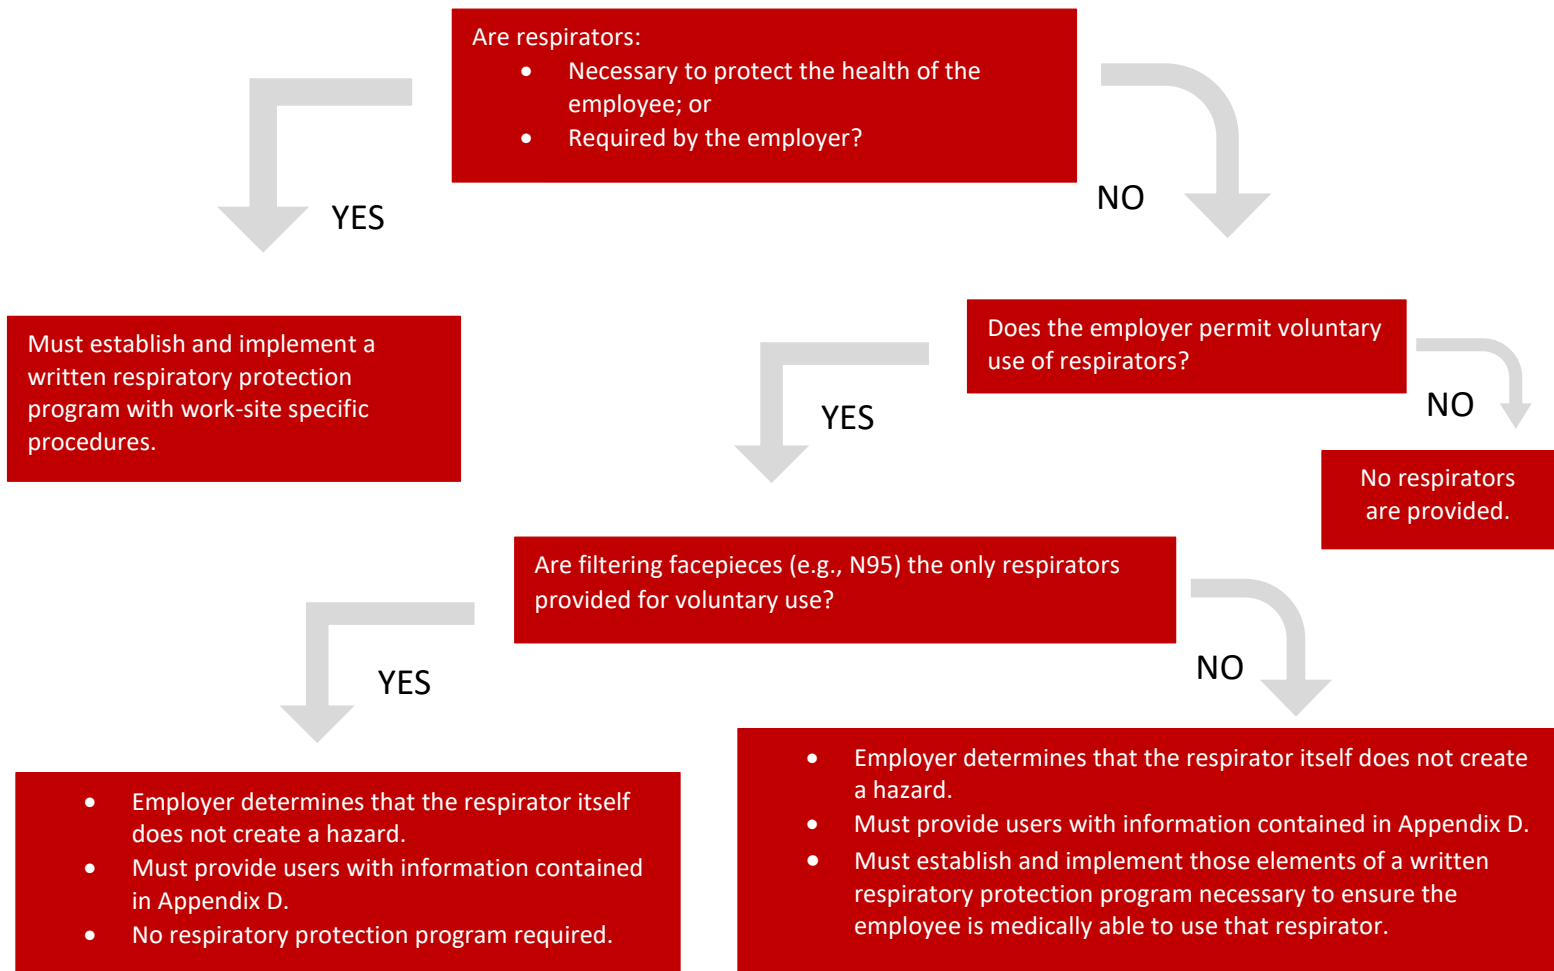 Are respirators:
• Necessary to protect the health of the
employee; or
• Required by the employer?
YES
NO
Must establish and implement a
written respiratory protection
program with work-site specific
procedures.
Does the employer permit voluntary
use of respirators?
YES
NO
No respirators
are provided.
Are filtering facepieces (e.g., N95) the only respirators
provided for voluntary use?
YES
NO
• Employer determines that the respirator itself
does not create a hazard.
• Must provide users with information contained
in Appendix D.
• No respiratory protection program required.
• Employer determines that the respirator itself does not create
a hazard.
• Must provide users with information contained in Appendix D.
• Must establish and implement those elements of a written
respiratory protection program necessary to ensure the
employee is medically able to use that respirator.